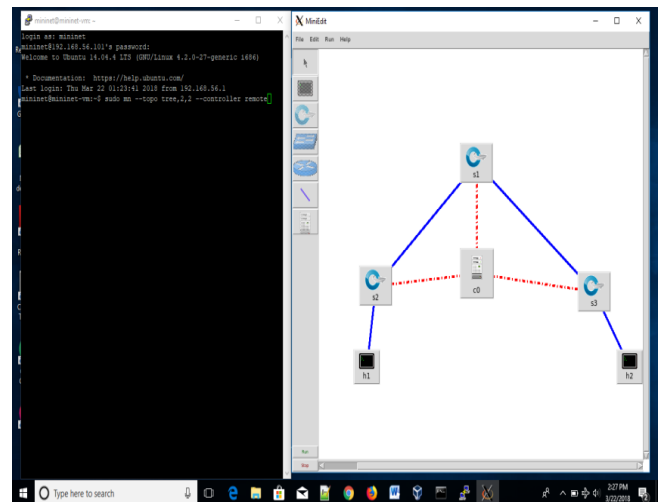 mininet@mininet-vm: ~
login as: mininet
mininet@192.168.56.101's password:
Welcome to Ubuntu 14.04.4 LTS (GNU/Linux 4.2.0-27-generic i686)
* Documentation: https://help.ubuntu.com/
Last login: Thu Mar 22 01:23:41 2018 from 192.168.56.1
mininet@mininet-vm:~$ sudo mn --topo tree,2,2 --controller remote
MiniEdit
File Edit Run Help
s1
c0
s2
s3
h1
h2
Run
Stop
Type here to search
2:27 PM
3/22/2018